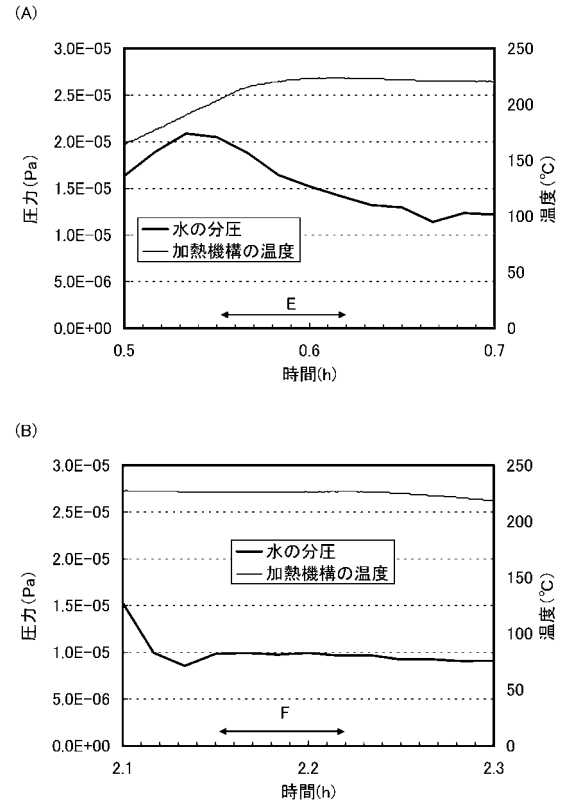 (A)
3.0E-05
2.5E-05
2.0E-05
1.5E-05
1.0E-05
5.0E-06
0.0E+00
圧力(Pa)
250
200
150
100
50
0
温度(℃)
水の分圧
加熱機構の温度
E
0.5
0.6
0.7
時間(h)
(B)
3.0E-05
2.5E-05
2.0E-05
1.5E-05
1.0E-05
5.0E-06
0.0E+00
圧力(Pa)
250
200
150
100
50
0
温度(℃)
水の分圧
加熱機構の温度
F
2.1
2.2
2.3
時間(h)